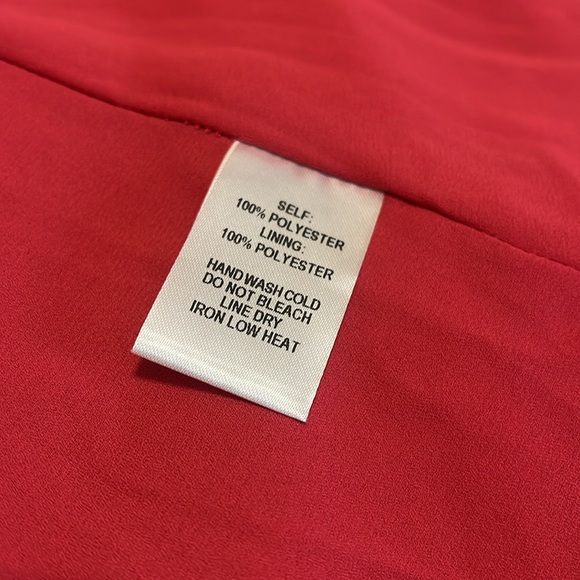 SELF:
100% POLYESTER
LINING:
100% POLYESTER
HAND WASH COLD
DO NOT BLEACH
LINE DRY
IRON LOW HEAT